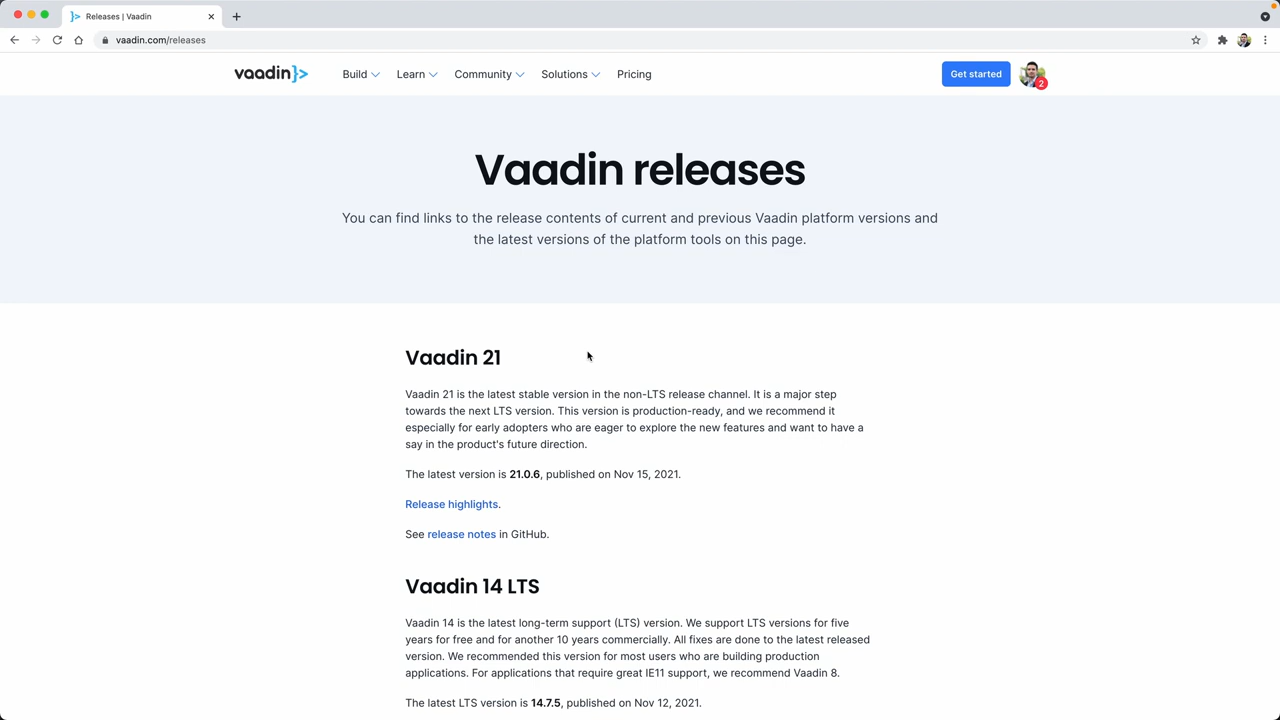 Releases | Vaadin
vaadin.com/releases
vaadin}>
Build
Learn
Community
Solutions
Pricing
Get started
2
Vaadin releases
You can find links to the release contents of current and previous Vaadin platform versions and
the latest versions of the platform tools on this page.
Vaadin 21
Vaadin 21 is the latest stable version in the non-LTS release channel. It is a major step
towards the next LTS version. This version is production-ready, and we recommend it
especially for early adopters who are eager to explore the new features and want to have a
say in the product's future direction.
The latest version is 21.0.6, published on Nov 15, 2021.
Release highlights.
See release notes in GitHub.
Vaadin 14 LTS
Vaadin 14 is the latest long-term support (LTS) version. We support LTS versions for five
years for free and for another 10 years commercially. All fixes are done to the latest released
version. We recommended this version for most users who are building production
applications. For applications that require great IE11 support, we recommend Vaadin 8.
The latest LTS version is 14.7.5, published on Nov 12, 2021.